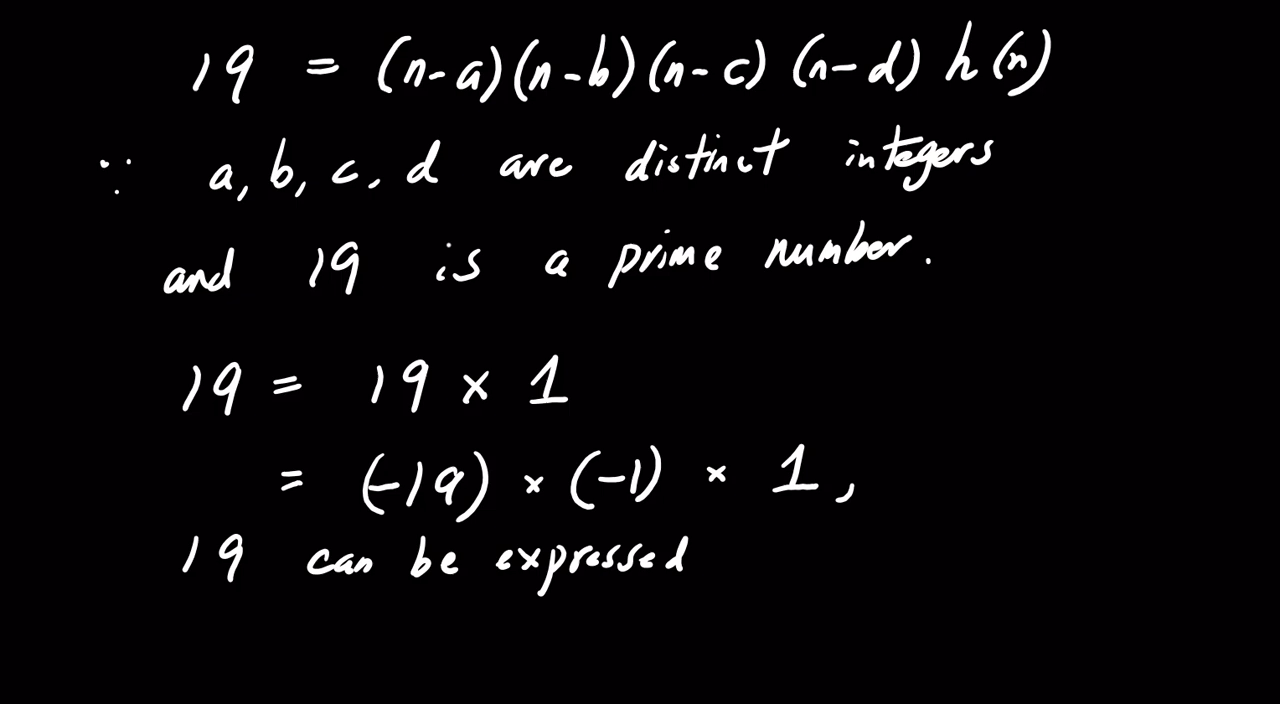 19 = (n-a)(n-b)(n-c)(n-d) h(n)
∵ a, b, c, d are distinct integers
and 19 is a prime number.
19 = 19 × 1
= (-19) × (-1) × 1,
19 can be expressed